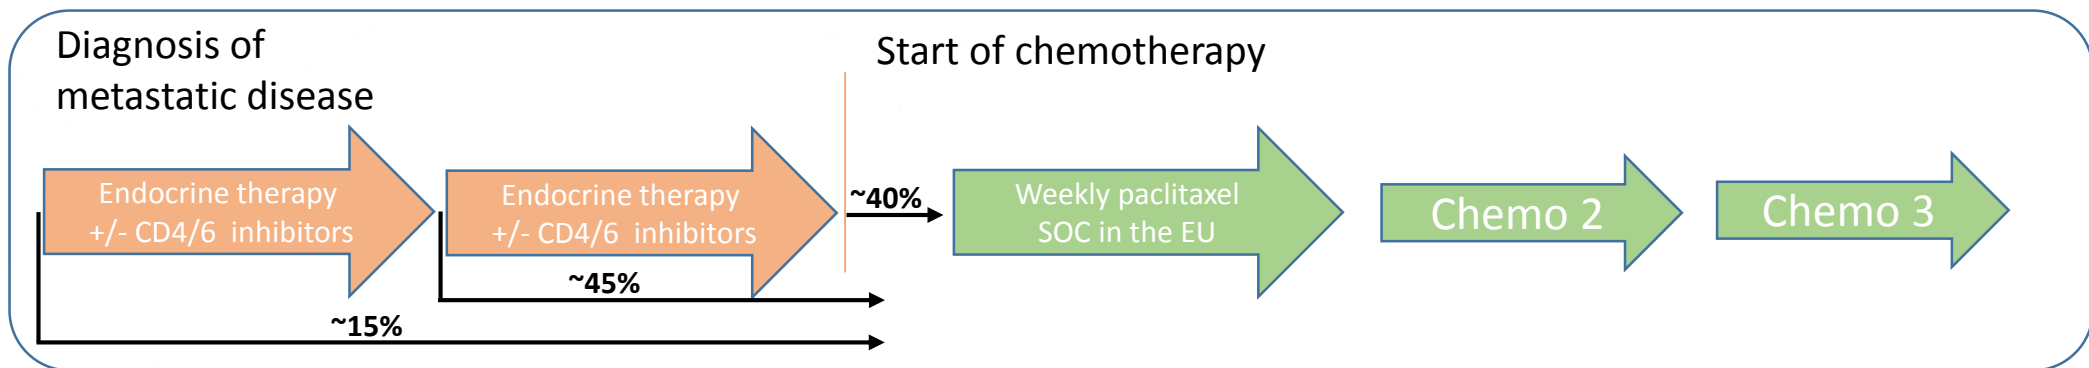 Diagnosis of
metastatic disease
Start of chemotherapy
Endocrine therapy
+/- CD4/6 inhibitors
Endocrine therapy
+/- CD4/6 inhibitors
~40%
Weekly paclitaxel
SOC in the EU
Chemo 2
Chemo 3
~45%
~15%